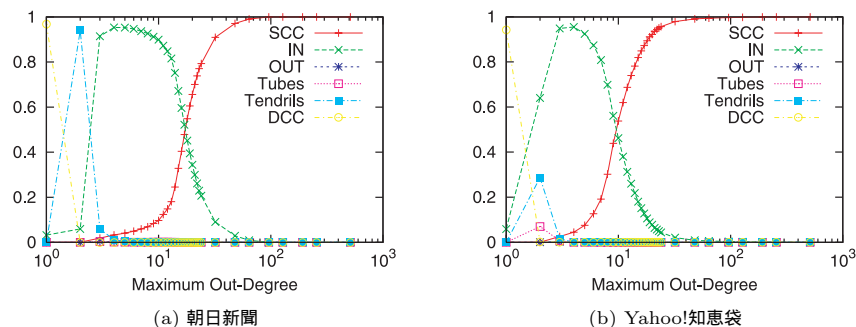 1
0.8
0.6
0.4
0.2
0
10^0
10^1
10^2
10^3
SCC
IN
OUT
Tubes
Tendrils
DCC
Maximum Out-Degree
(a) 朝日新聞
1
0.8
0.6
0.4
0.2
0
10^0
10^1
10^2
10^3
SCC
IN
OUT
Tubes
Tendrils
DCC
Maximum Out-Degree
(b) Yahoo!知恵袋